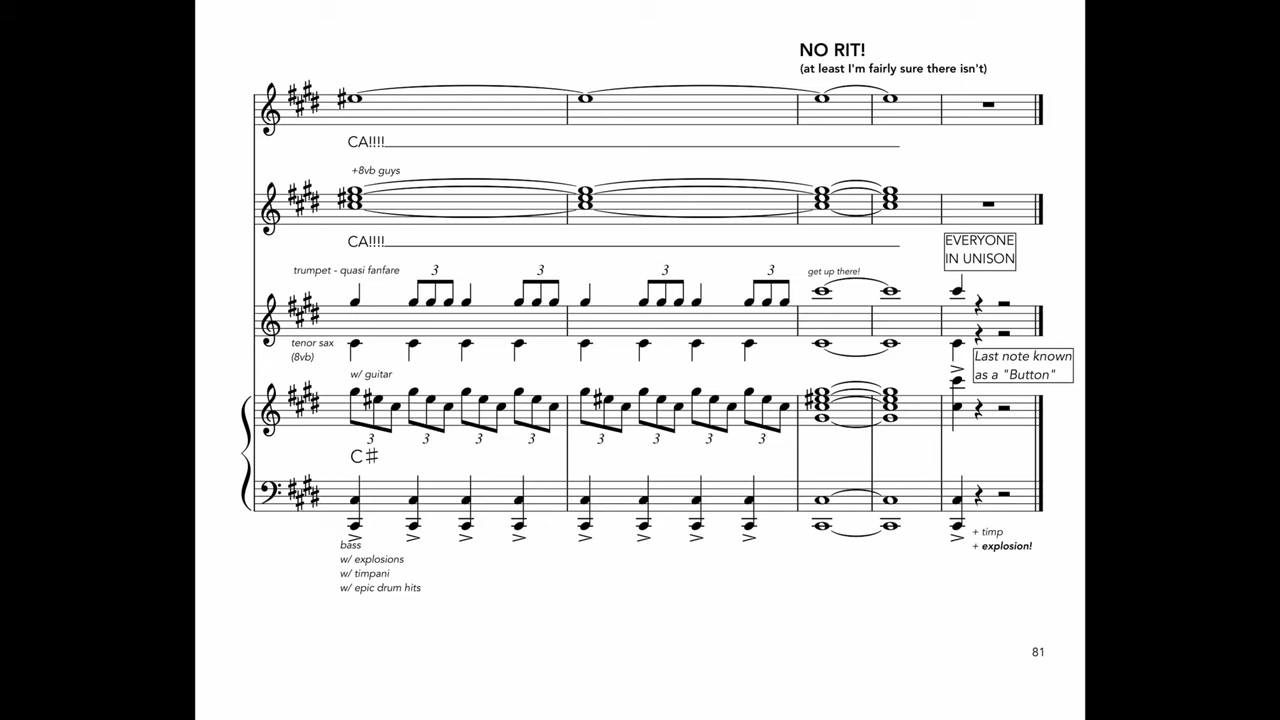 NO RIT!
(at least I'm fairly sure there isn't)
CA!!!!
+8vb guys
CA!!!!
EVERYONE
IN UNISON
trumpet - quasi fanfare
3
3
3
3
get up there!
tenor sax
(8vb)
Last note known
as a "Button"
w/ guitar
3
3
3
3
3
3
3
3
C♯
bass
w/ explosions
w/ timpani
w/ epic drum hits
+ timp
+ explosion!
81